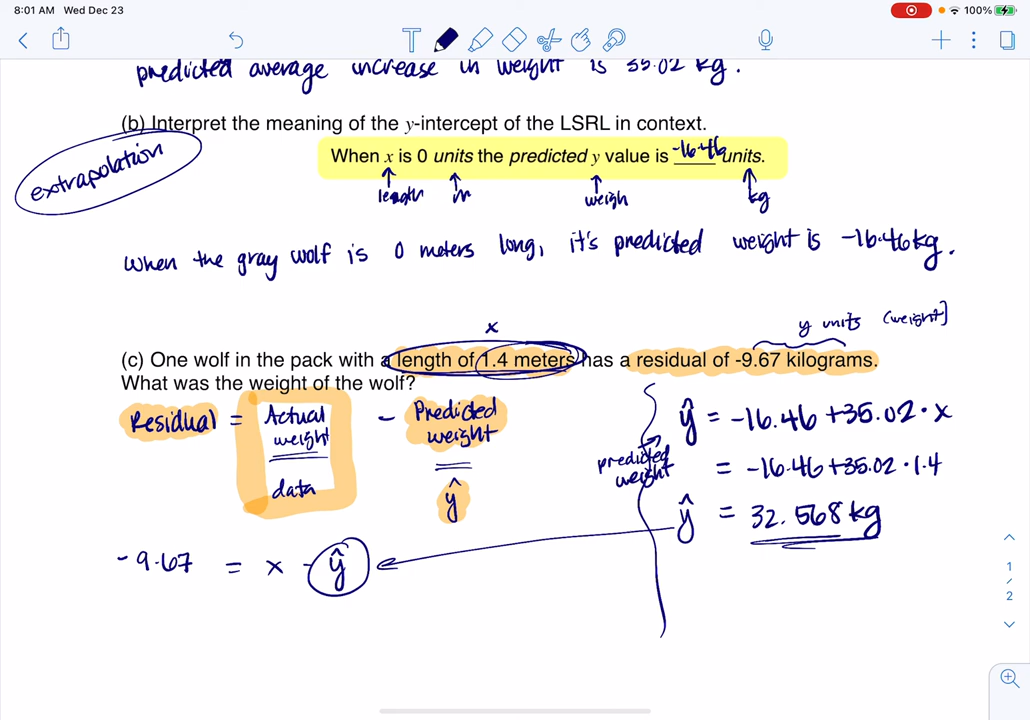 8:01 AM Wed Dec 23
100%
T
predicted average increase in weight is 35.02 kg.
(b) Interpret the meaning of the y-intercept of the LSRL in context.
extrapolation
When x is 0 units the predicted y value is -16.46 units.
length m weigh kg
When the gray wolf is 0 meters long, it's predicted weight is -16.46 kg.
x y units (weight)
(c) One wolf in the pack with a length of 1.4 meters has a residual of -9.67 kilograms.
What was the weight of the wolf?
Residual = Actual weight data - Predicted weight ŷ
ŷ = -16.46 + 35.02 • x
predicted weight
= -16.46 + 35.02 • 1.4
ŷ = 32.568 kg
-9.67 = x - ŷ
1
/
2